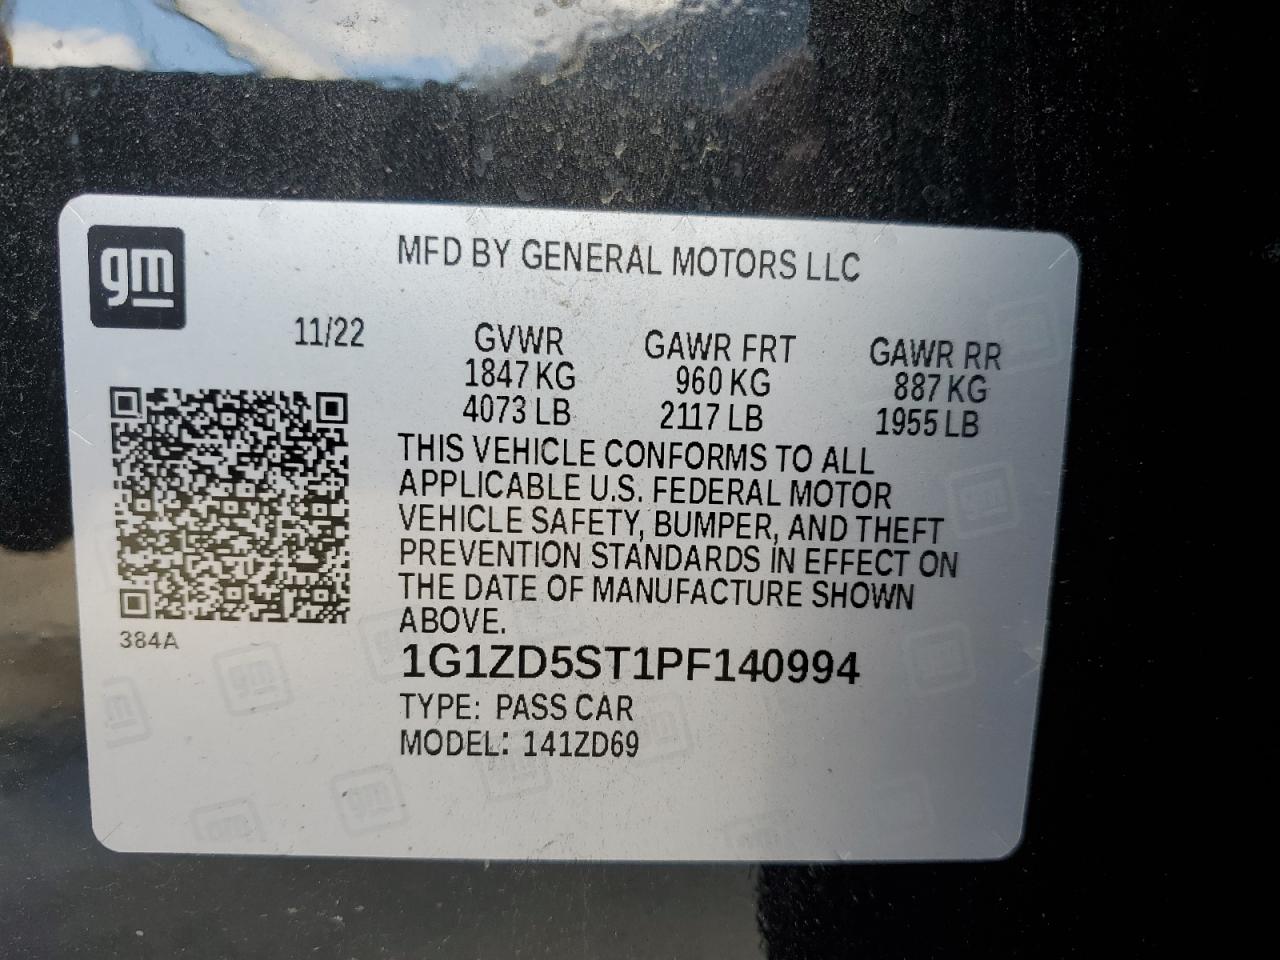 gm
MFD BY GENERAL MOTORS LLC
11/22 GVWR GAWR FRT GAWR RR
1847 KG 960 KG 887 KG
4073 LB 2117 LB 1955 LB
THIS VEHICLE CONFORMS TO ALL
APPLICABLE U.S. FEDERAL MOTOR
VEHICLE SAFETY, BUMPER, AND THEFT
PREVENTION STANDARDS IN EFFECT ON
THE DATE OF MANUFACTURE SHOWN
ABOVE.
384A
1G1ZD5ST1PF140994
TYPE: PASS CAR
MODEL: 141ZD69